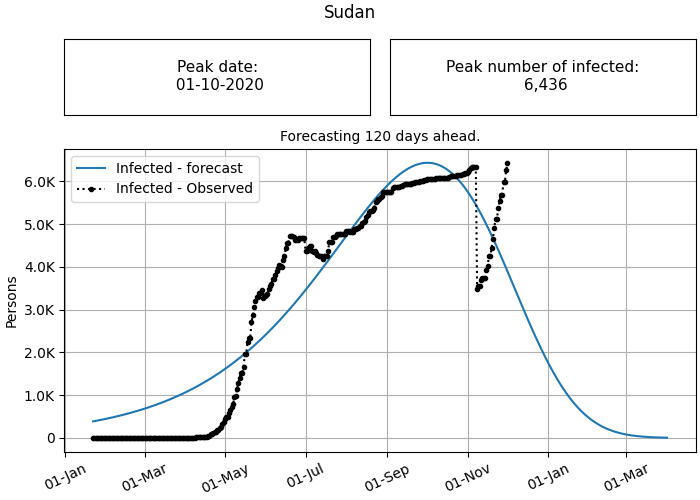 Sudan
Peak date:
01-10-2020
Peak number of infected:
6,436
Forecasting 120 days ahead.
Infected - forecast
Infected - Observed
Persons
6.0K
5.0K
4.0K
3.0K
2.0K
1.0K
0
01-Jan
01-Mar
01-May
01-Jul
01-Sep
01-Nov
01-Jan
01-Mar